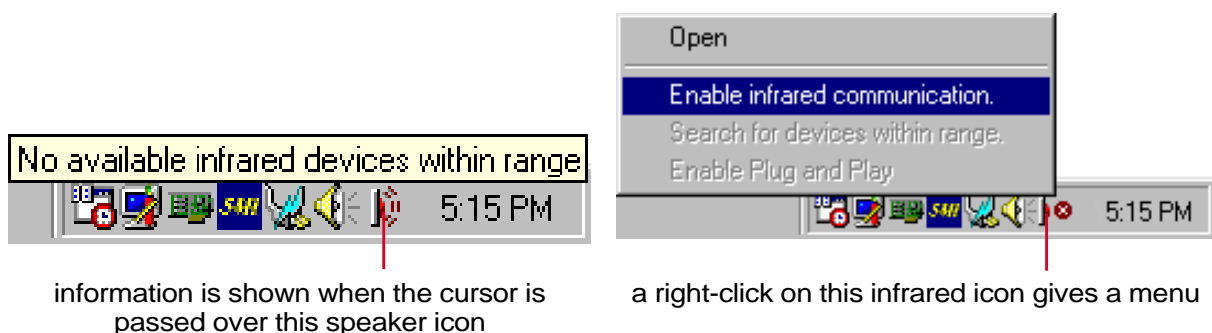 No available infrared devices within range
5:15 PM
information is shown when the cursor is
passed over this speaker icon
Open
Enable infrared communication.
Search for devices within range.
Enable Plug and Play
5:15 PM
a right-click on this infrared icon gives a menu